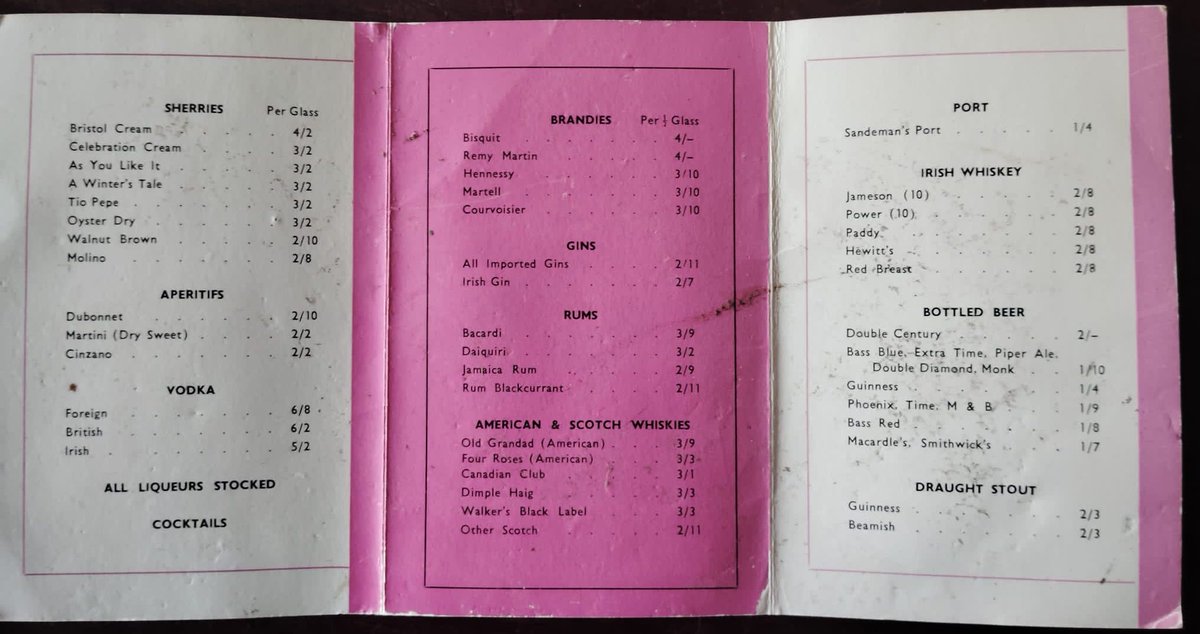 SHERRIES Per Glass
Bristol Cream . . . . . 4/2
Celebration Cream . . . . 3/2
As You Like It . . . . . 3/2
A Winter's Tale . . . . . 3/2
Tio Pepe . . . . . . 3/2
Oyster Dry . . . . . 3/2
Walnut Brown . . . . . 2/10
Molino . . . . . . 2/8
APERITIFS
Dubonnet . . . . . . 2/10
Martini (Dry Sweet) . . . . 2/2
Cinzano . . . . . . 2/2
VODKA
Foreign . . . . . . 6/8
British . . . . . . 6/2
Irish . . . . . . . 5/2
ALL LIQUEURS STOCKED
COCKTAILS
BRANDIES Per ½ Glass
Bisquit . . . . . . 4/–
Remy Martin . . . . . 4/–
Hennessy . . . . . . 3/10
Martell . . . . . . 3/10
Courvoisier . . . . . 3/10
GINS
All Imported Gins . . . . 2/11
Irish Gin . . . . . . 2/7
RUMS
Bacardi . . . . . . 3/9
Daiquiri . . . . . . 3/2
Jamaica Rum . . . . . 2/9
Rum Blackcurrant . . . . 2/11
AMERICAN & SCOTCH WHISKIES
Old Grandad (American) . . . 3/9
Four Roses (American) . . . 3/3
Canadian Club . . . . . 3/1
Dimple Haig . . . . . 3/3
Walker's Black Label . . . . 3/3
Other Scotch . . . . . 2/11
PORT
Sandeman's Port . . . . . 1/4
IRISH WHISKEY
Jameson (10) . . . . . 2/8
Power (10) . . . . . . 2/8
Paddy . . . . . . . 2/8
Hewitt's . . . . . . 2/8
Red Breast . . . . . . 2/8
BOTTLED BEER
Double Century . . . . . 2/–
Bass Blue, Extra Time, Piper Ale,
Double Diamond, Monk . . 1/10
Guinness . . . . . . 1/4
Phoenix, Time, M & B . . . 1/9
Bass Red . . . . . . 1/8
Macardle's, Smithwick's . . . 1/7
DRAUGHT STOUT
Guinness . . . . . . 2/3
Beamish . . . . . . 2/3